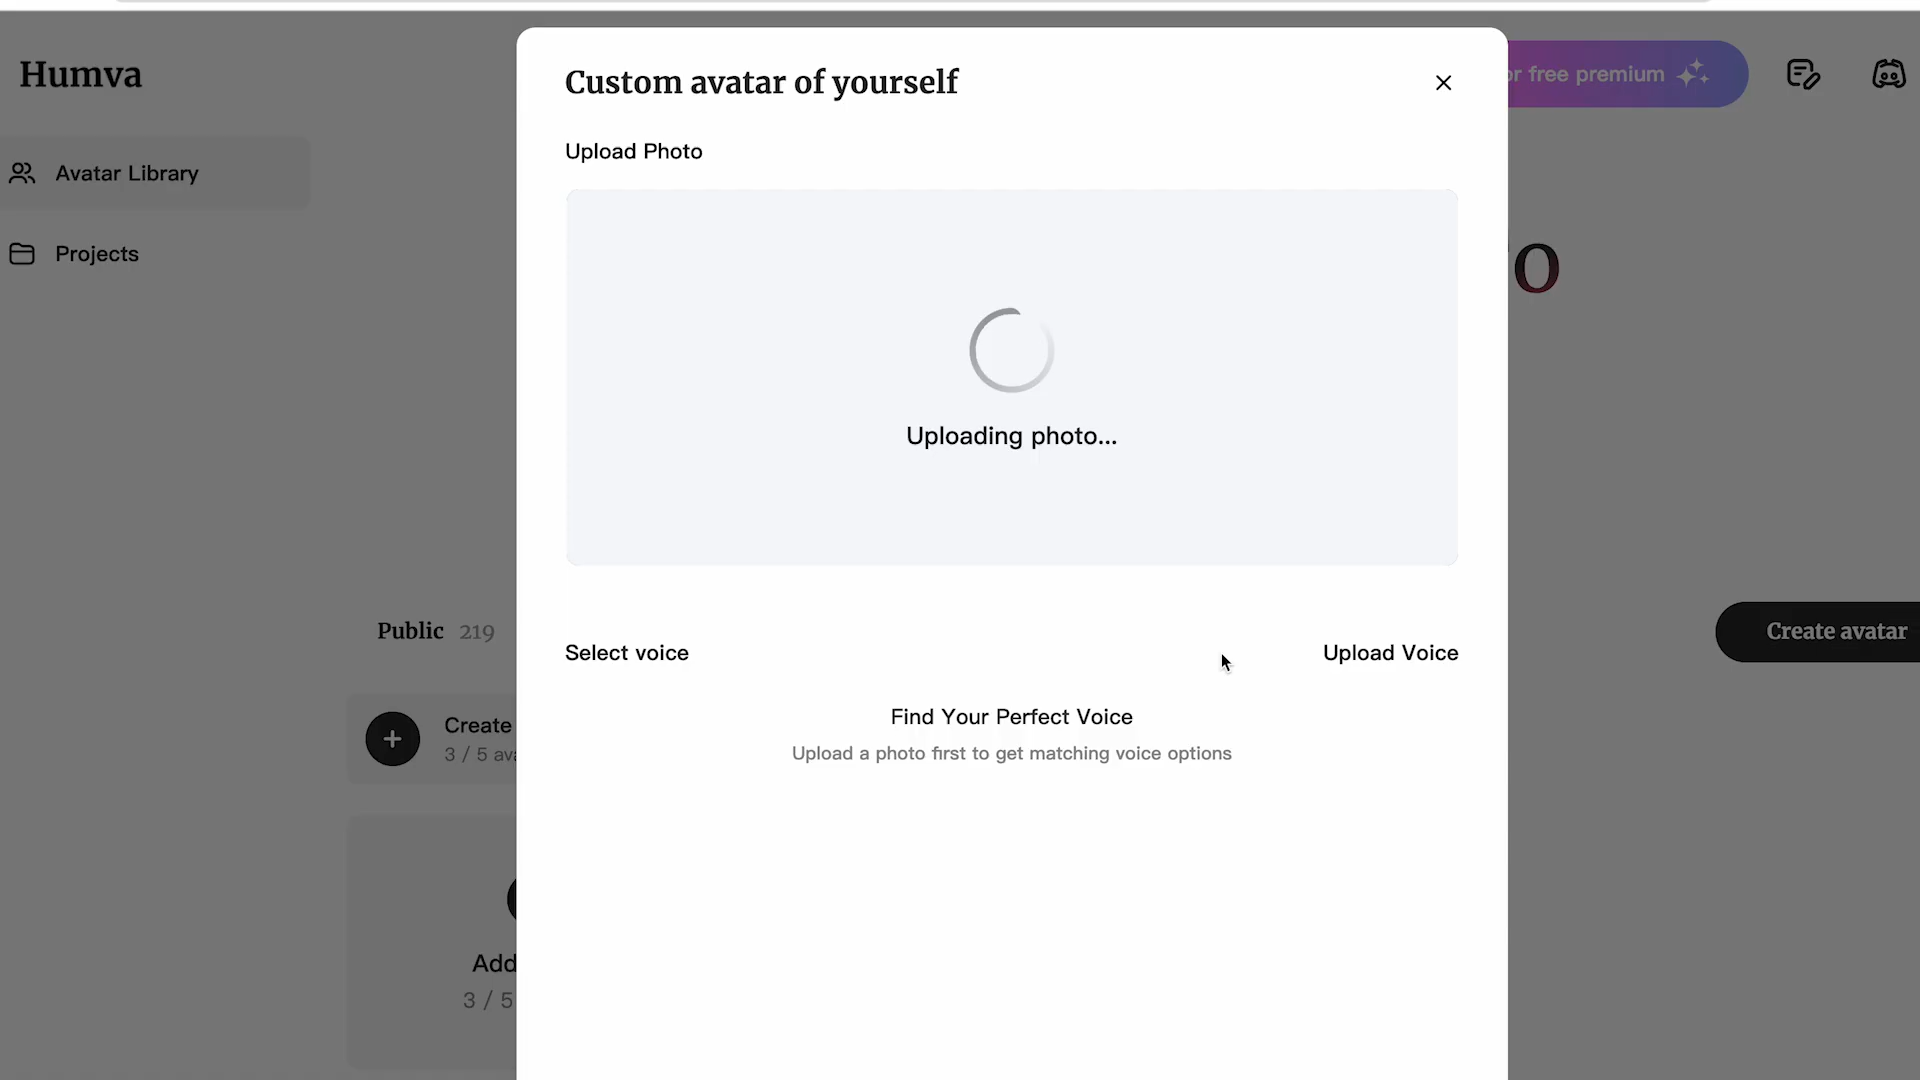 Humva
Avatar Library
Projects
Custom avatar of yourself
Upload Photo
Uploading photo...
Select voice
Upload Voice
Find Your Perfect Voice
Upload a photo first to get matching voice options
or free premium
o
Public 219
Create avatar
Create
3 / 5
Add
3 / 5